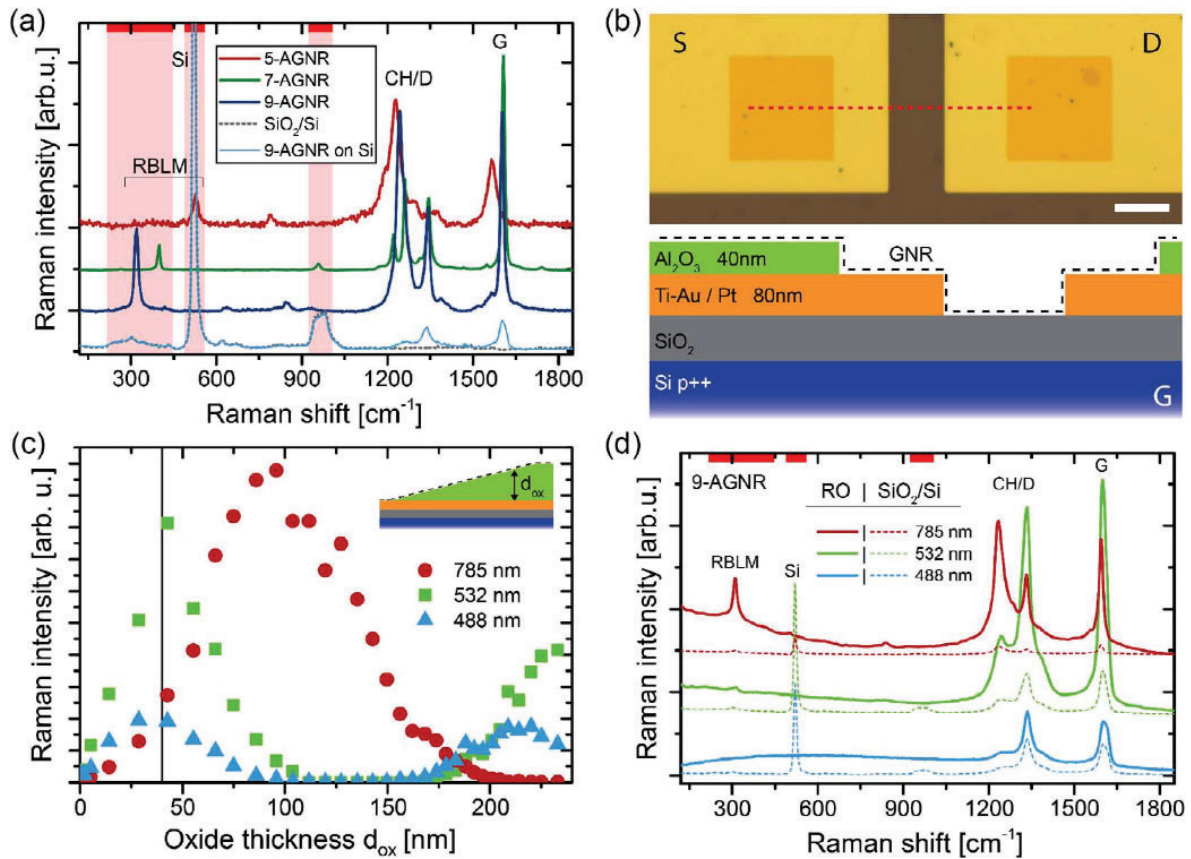 (a)
Raman intensity [arb.u.]
Si
RBLM
5-AGNR
7-AGNR
9-AGNR
SiO₂/Si
9-AGNR on Si
CH/D
G
300 600 900 1200 1500 1800
Raman shift [cm⁻¹]
(b)
S
D
Al₂O₃ 40nm
GNR
Ti-Au / Pt 80nm
SiO₂
Si p++
G
(c)
Raman intensity [arb. u.]
dₒₓ
785 nm
532 nm
488 nm
0 50 100 150 200
Oxide thickness dₒₓ [nm]
(d)
Raman intensity [arb. u.]
9-AGNR
RO | SiO₂/Si
785 nm
532 nm
488 nm
RBLM
Si
CH/D
G
300 600 900 1200 1500 1800
Raman shift [cm⁻¹]